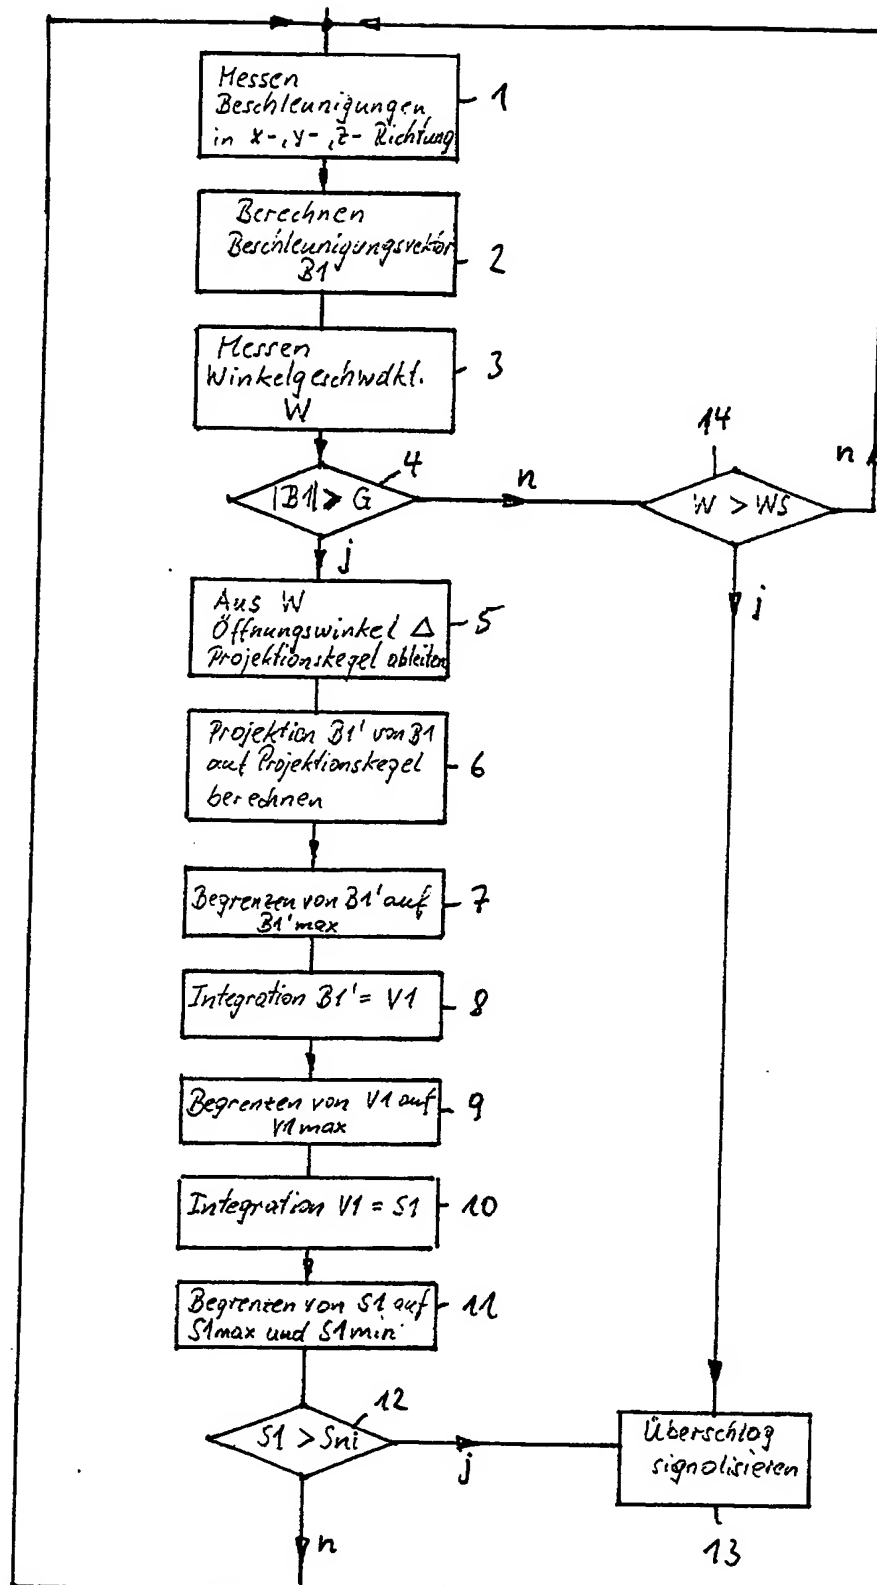 Messen
Beschleunigungen
in x-, y-, z- Richtung
1
Berechnen
Beschleunigungsvektor
B1
2
Messen
Winkelgeschwdkt.
W
3
4
|B1| > G
n
j
14
W > WS
n
j
Aus W
Öffnungswinkel Δ
Projektionskegel ableiten
5
Projektion B1' von B1
auf Projektionskegel
berechnen
6
Begrenzen von B1' auf
B1'max
7
Integration B1' = V1
8
Begrenzen von V1 auf
V1max
9
Integration V1 = S1
10
Begrenzen von S1 auf
S1max und S1min
11
12
S1 > Sni
j
n
Überschlag
signalisieren
13